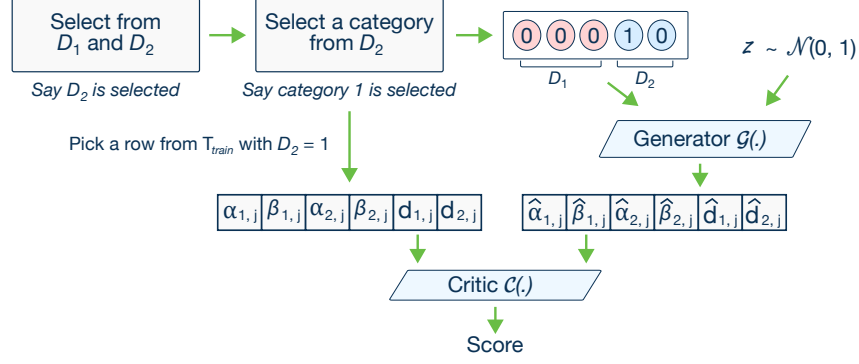 Select from
D₁ and D₂
Select a category
from D₂
0 0 0 1 0
D₁ D₂
z ~ 𝒩(0, 1)
Say D₂ is selected
Say category 1 is selected
Pick a row from T_train with D₂ = 1
Generator 𝒢(.)
α₁,ⱼ β₁,ⱼ α₂,ⱼ β₂,ⱼ d₁,ⱼ d₂,ⱼ
α̂₁,ⱼ β̂₁,ⱼ α̂₂,ⱼ β̂₂,ⱼ d̂₁,ⱼ d̂₂,ⱼ
Critic 𝒞(.)
Score